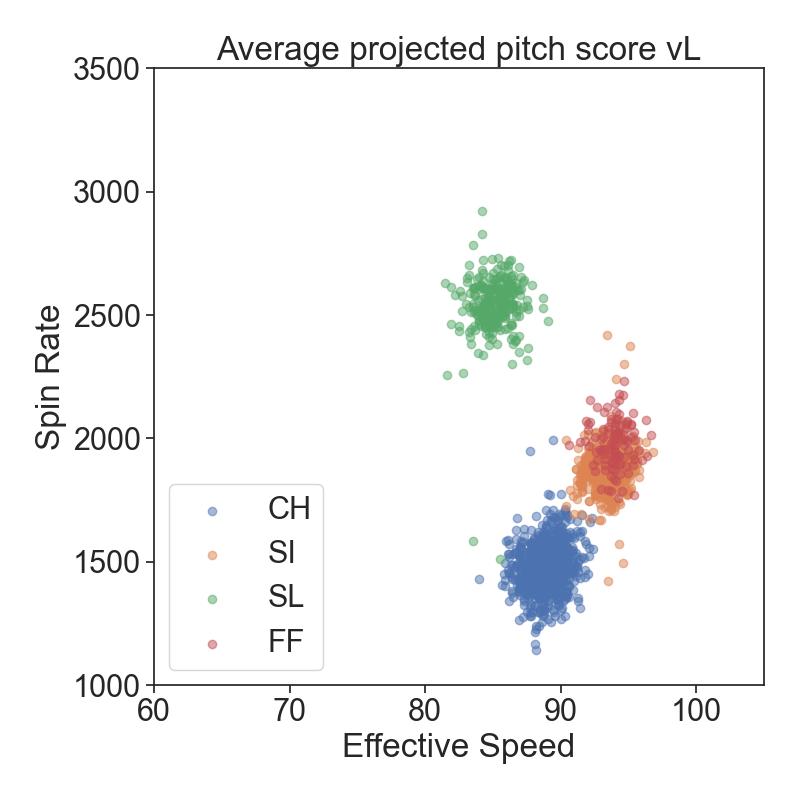 Average projected pitch score vL
3500
3000
2500
2000
1500
1000
Spin Rate
CH
SI
SL
FF
60 70 80 90 100
Effective Speed